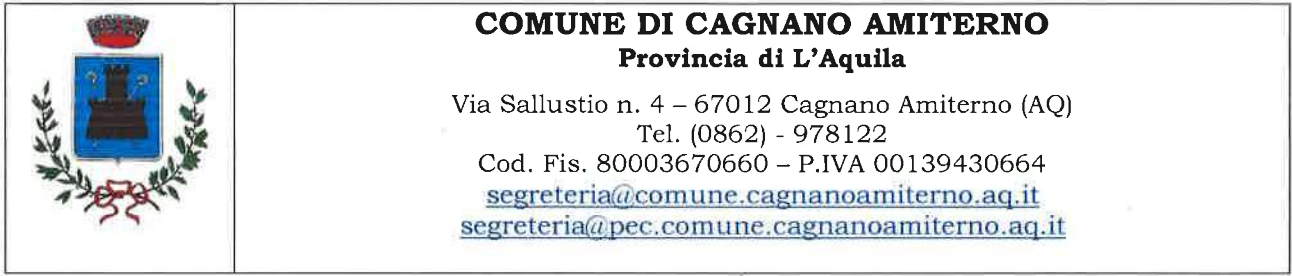 COMUNE DI CAGNANO AMITERNO
Provincia di L'Aquila
Via Sallustio n. 4 – 67012 Cagnano Amiterno (AQ)
Tel. (0862) - 978122
Cod. Fis. 80003670660 – P.IVA 00139430664
segreteria@comune.cagnanoamiterno.aq.it
segreteria@pec.comune.cagnanoamiterno.aq.it